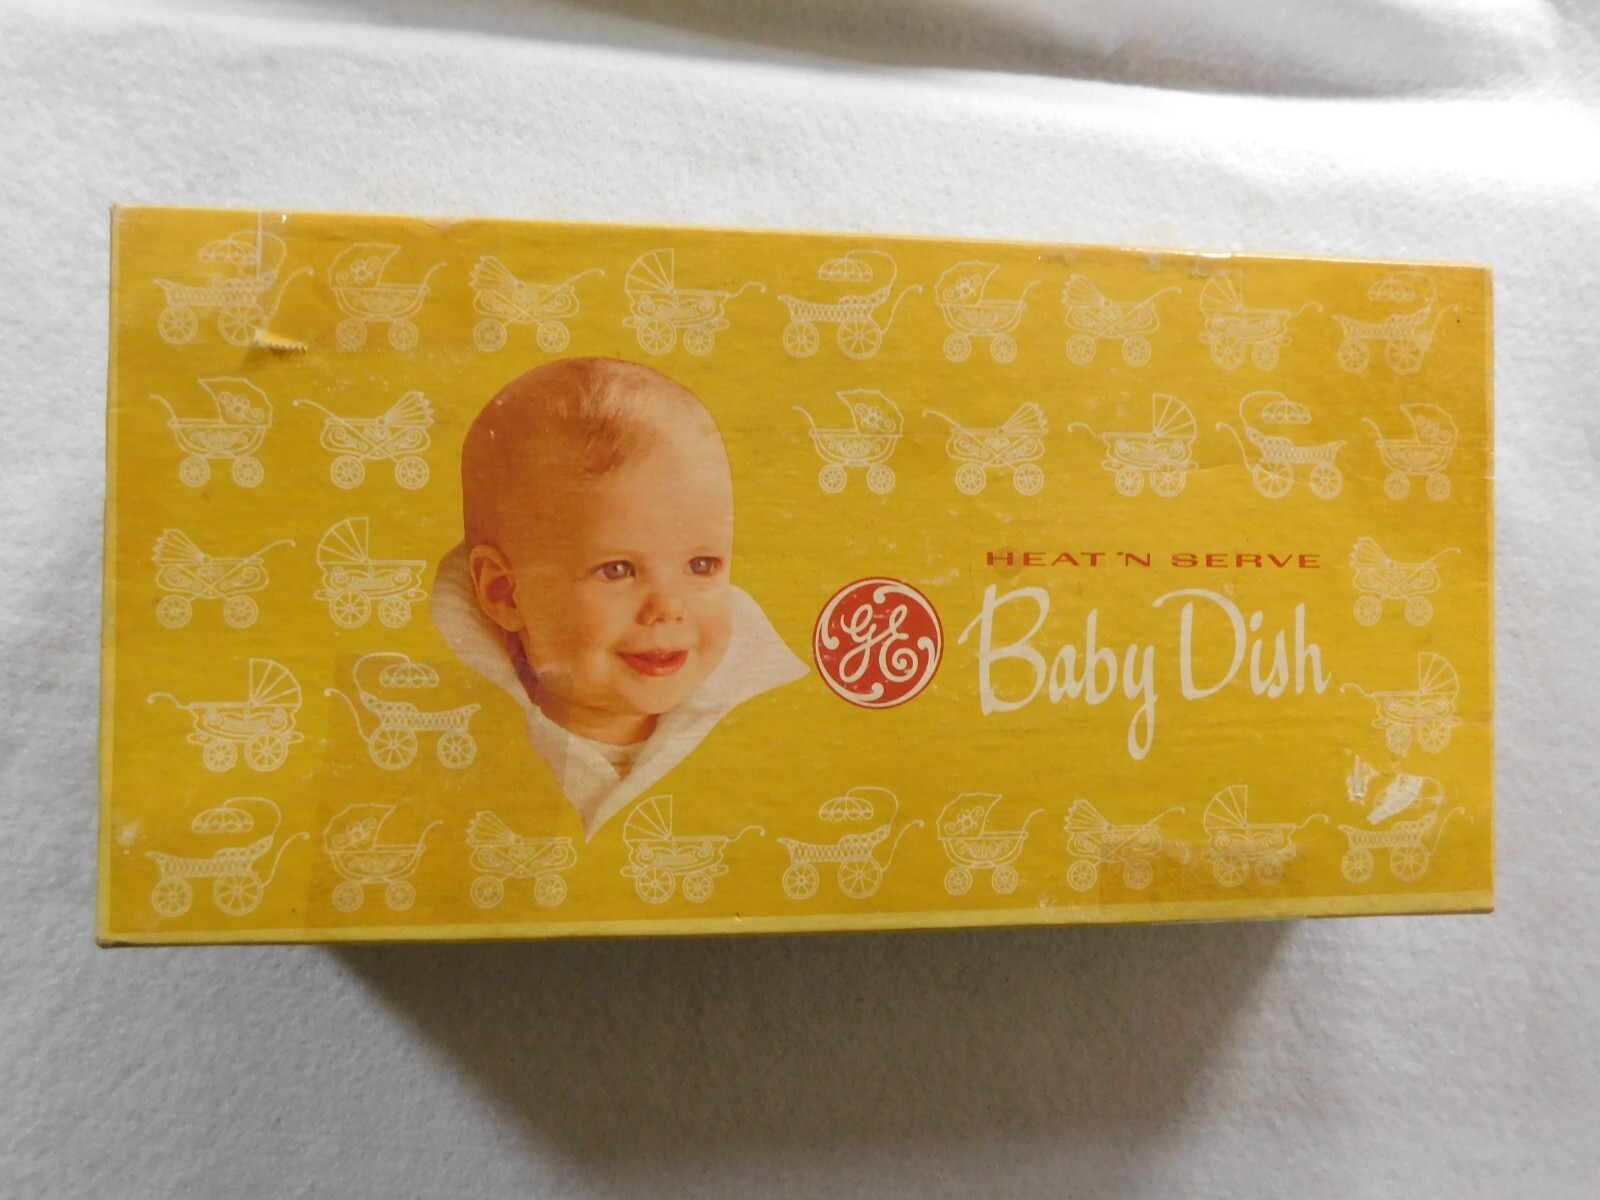 HEAT 'N SERVE
GE
Baby Dish